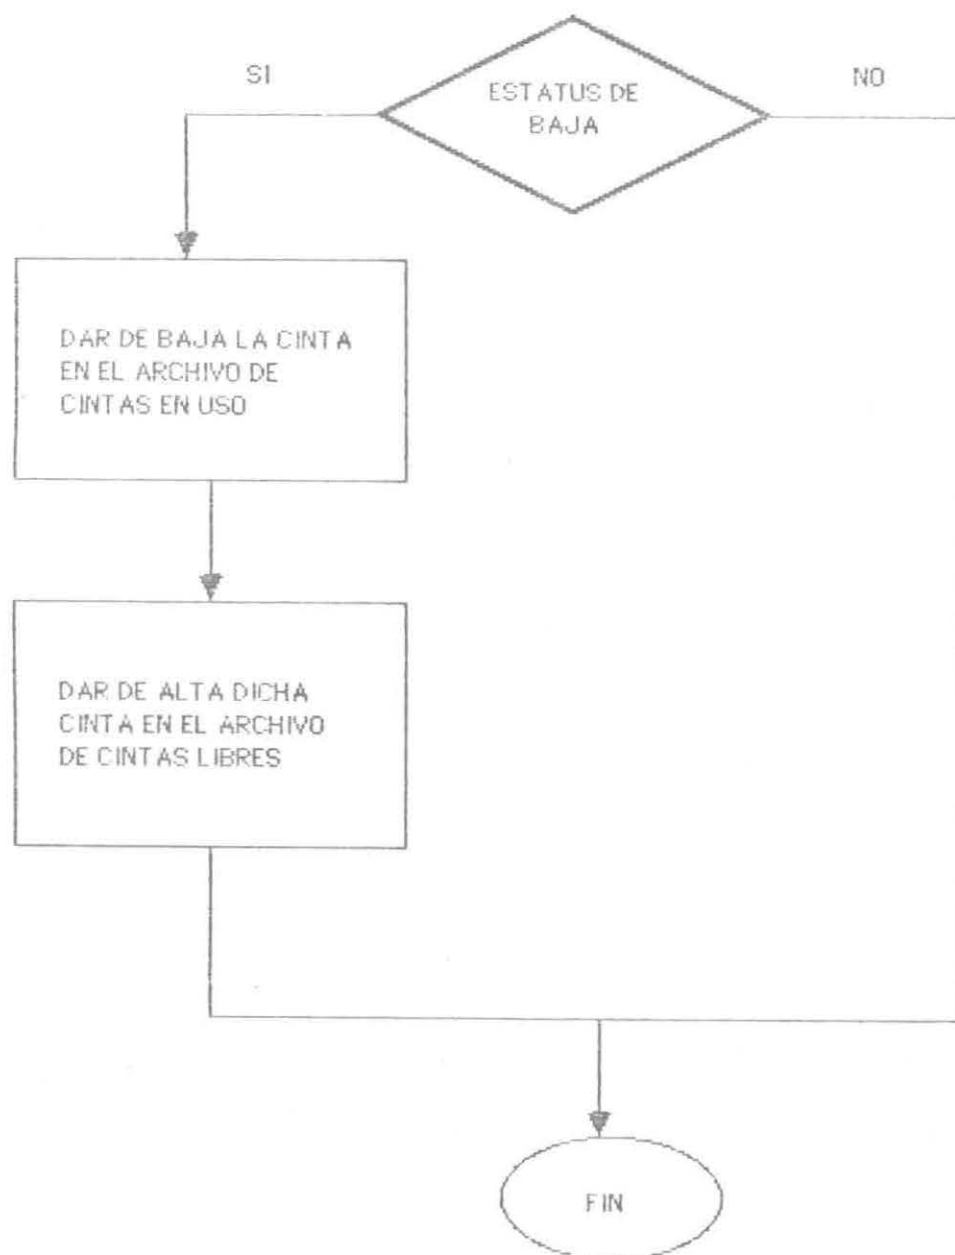 SI
ESTATUS DE
BAJA
NO
DAR DE BAJA LA CINTA
EN EL ARCHIVO DE
CINTAS EN USO
DAR DE ALTA DICHA
CINTA EN EL ARCHIVO
DE CINTAS LIBRES
FIN